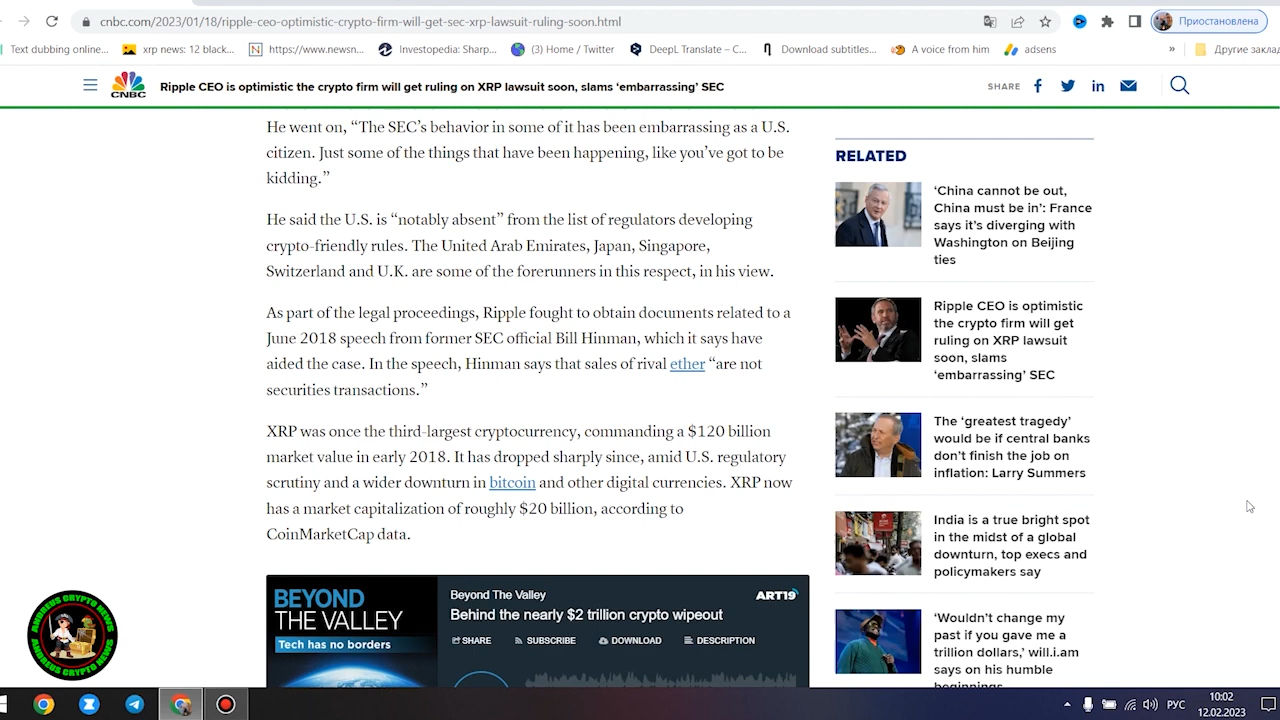 cnbc.com/2023/01/18/ripple-ceo-optimistic-crypto-firm-will-get-sec-xrp-lawsuit-ruling-soon.html
Приостановлена
Text dubbing online...
xrp news: 12 black...
https://www.newsn...
Investopedia: Sharp...
(3) Home / Twitter
DeepL Translate – C...
Download subtitles...
A voice from him
adsens
»
Другие заклад
CNBC
Ripple CEO is optimistic the crypto firm will get ruling on XRP lawsuit soon, slams ‘embarrassing’ SEC
SHARE
He went on, “The SEC’s behavior in some of it has been embarrassing as a U.S.
citizen. Just some of the things that have been happening, like you’ve got to be
kidding.”
He said the U.S. is “notably absent” from the list of regulators developing
crypto-friendly rules. The United Arab Emirates, Japan, Singapore,
Switzerland and U.K. are some of the forerunners in this respect, in his view.
As part of the legal proceedings, Ripple fought to obtain documents related to a
June 2018 speech from former SEC official Bill Hinman, which it says have
aided the case. In the speech, Hinman says that sales of rival ether “are not
securities transactions.”
XRP was once the third-largest cryptocurrency, commanding a $120 billion
market value in early 2018. It has dropped sharply since, amid U.S. regulatory
scrutiny and a wider downturn in bitcoin and other digital currencies. XRP now
has a market capitalization of roughly $20 billion, according to
CoinMarketCap data.
BEYOND
THE VALLEY
Tech has no borders
Beyond The Valley
Behind the nearly $2 trillion crypto wipeout
ART19
SHARE
SUBSCRIBE
DOWNLOAD
DESCRIPTION
RELATED
‘China cannot be out,
China must be in’: France
says it’s diverging with
Washington on Beijing
ties
Ripple CEO is optimistic
the crypto firm will get
ruling on XRP lawsuit
soon, slams
‘embarrassing’ SEC
The ‘greatest tragedy’
would be if central banks
don’t finish the job on
inflation: Larry Summers
India is a true bright spot
in the midst of a global
downturn, top execs and
policymakers say
‘Wouldn’t change my
past if you gave me a
trillion dollars,’ will.i.am
says on his humble
beginnings
ANDREUS CRYPTO NEWS
ANDREUS CRYPTO NEWS
РУС
10:02
12.02.2023